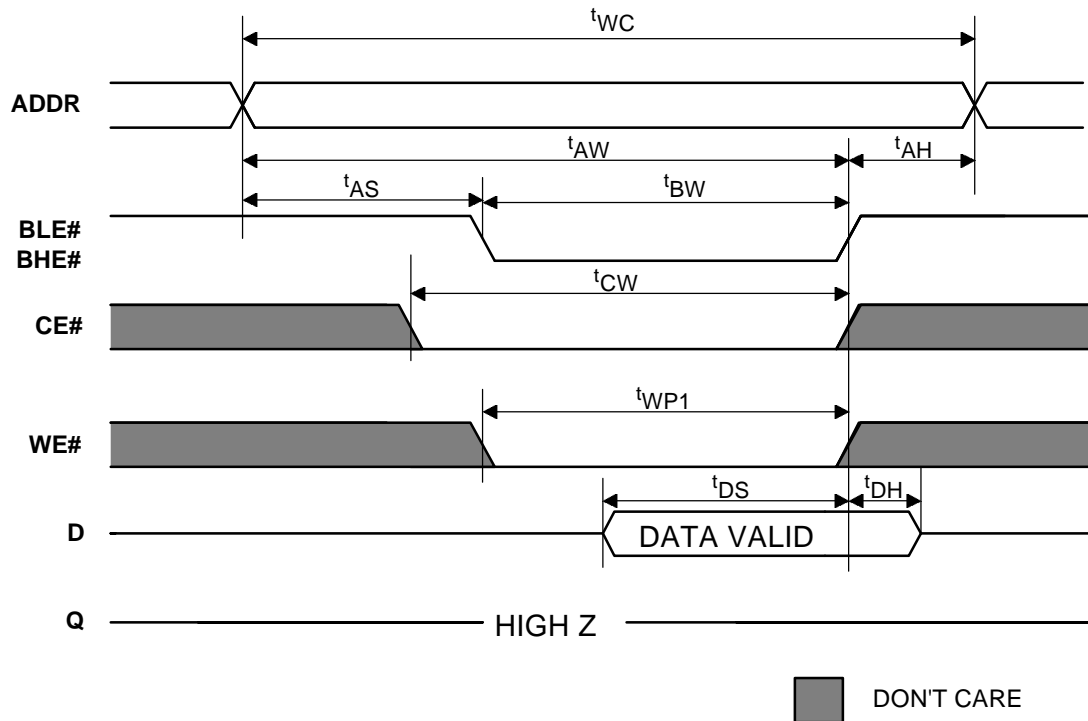 tWC
ADDR
tAW
tAH
tAS
tBW
BLE#
BHE#
tCW
CE#
tWP1
WE#
tDS
tDH
D
DATA VALID
Q
HIGH Z
DON'T CARE